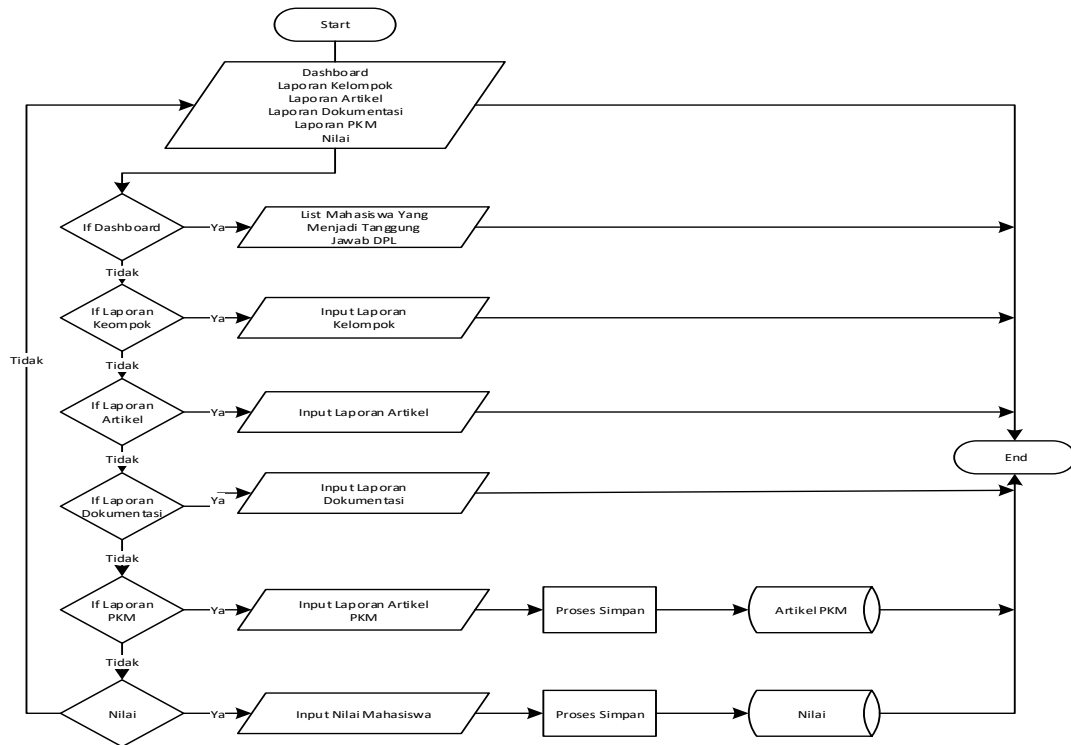 Start
Dashboard
Laporan Kelompok
Laporan Artikel
Laporan Dokumentasi
Laporan PKM
Nilai
If Dashboard
Ya
List Mahasiswa Yang
Menjadi Tanggung
Jawab DPL
Tidak
If Laporan
Keompok
Ya
Input Laporan
Kelompok
Tidak
Tidak
If Laporan
Artikel
Ya
Input Laporan Artikel
Tidak
End
If Laporan
Dokumentasi
Ya
Input Laporan
Dokumentasi
Tidak
If Laporan
PKM
Ya
Input Laporan Artikel
PKM
Proses Simpan
Artikel PKM
Tidak
Nilai
Ya
Input Nilai Mahasiswa
Proses Simpan
Nilai